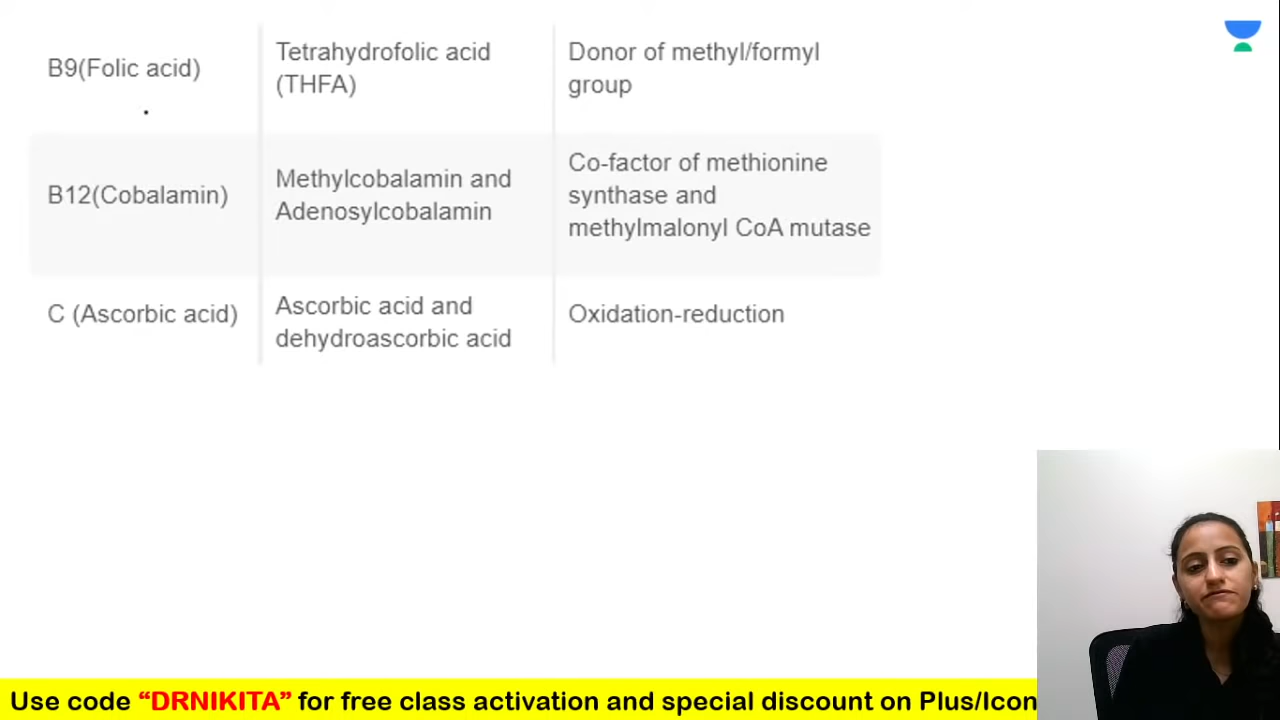 B9(Folic acid)
Tetrahydrofolic acid
(THFA)
Donor of methyl/formyl
group
B12(Cobalamin)
Methylcobalamin and
Adenosylcobalamin
Co-factor of methionine
synthase and
methylmalonyl CoA mutase
C (Ascorbic acid)
Ascorbic acid and
dehydroascorbic acid
Oxidation-reduction
Use code “DRNIKITA” for free class activation and special discount on Plus/Icon